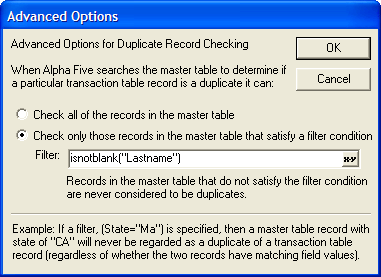 Advanced Options
Advanced Options for Duplicate Record Checking
OK
When Alpha Five searches the master table to determine if
a particular transaction table record is a duplicate it can:
Cancel
Check all of the records in the master table
Check only those records in the master table that satisfy a filter condition
Filter: isnotblank("Lastname") x-y
Records in the master table that do not satisfy the filter condition
are never considered to be duplicates.
Example: If a filter, (State="Ma") is specified, then a master table record with
state of "CA" will never be regarded as a duplicate of a transaction table
record (regardless of whether the two records have matching field values).